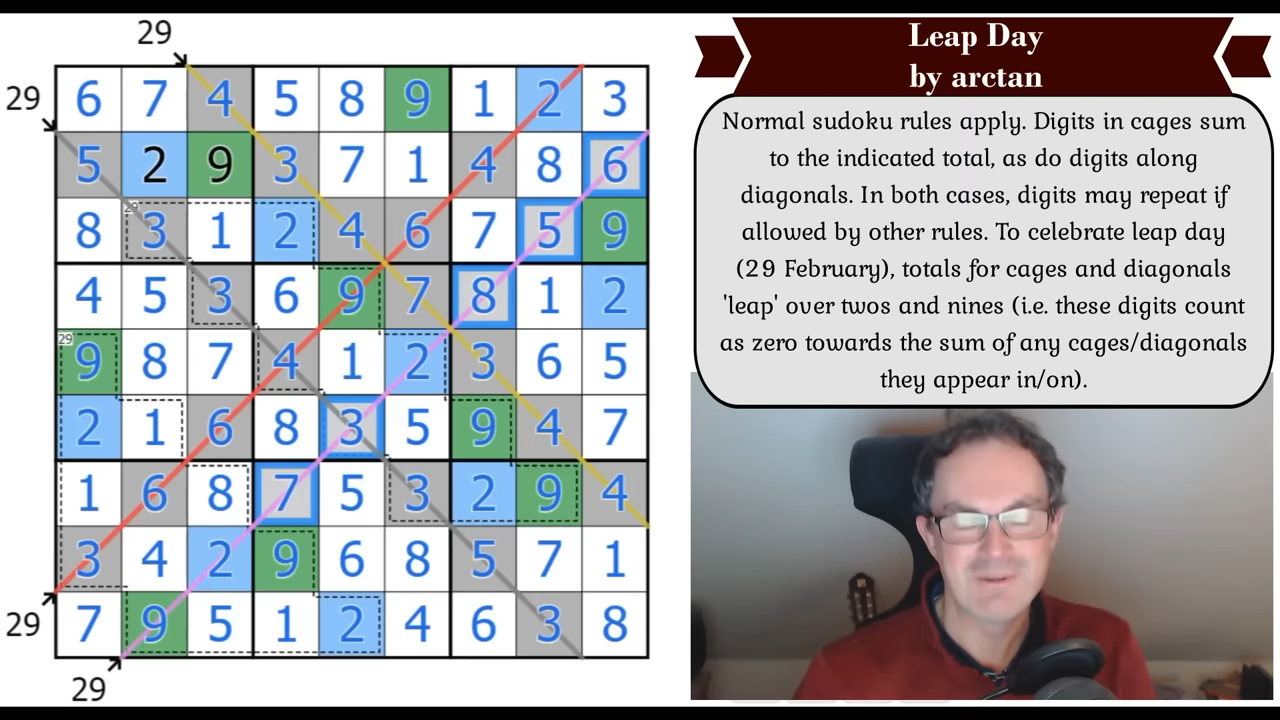 Leap Day
by arctan
Normal sudoku rules apply. Digits in cages sum
to the indicated total, as do digits along
diagonals. In both cases, digits may repeat if
allowed by other rules. To celebrate leap day
(29 February), totals for cages and diagonals
'leap' over twos and nines (i.e. these digits count
as zero towards the sum of any cages/diagonals
they appear in/on).
29
29
6 7 4 5 8 9 1 2 3
5 2 9 3 7 1 4 8 6
29
8 3 1 2 4 6 7 5 9
4 5 3 6 9 7 8 1 2
29
9 8 7 4 1 2 3 6 5
2 1 6 8 3 5 9 4 7
1 6 8 7 5 3 2 9 4
3 4 2 9 6 8 5 7 1
29
7 9 5 1 2 4 6 3 8
29